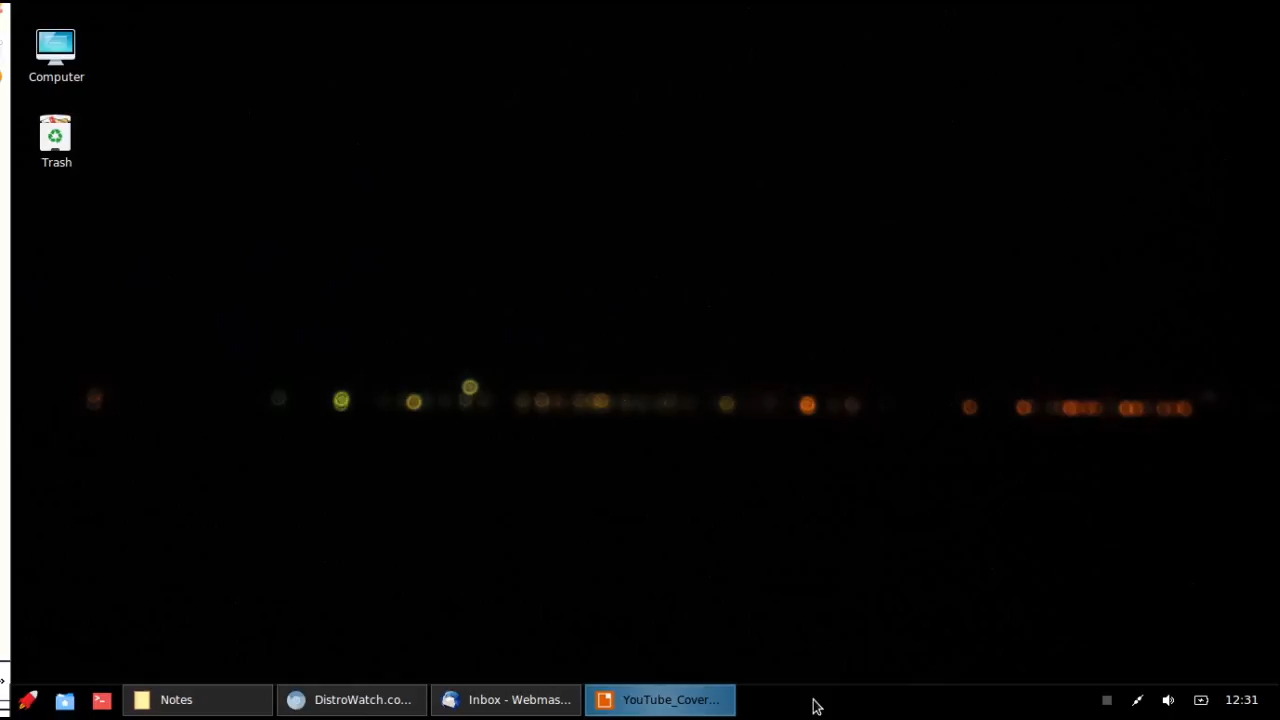 Computer
Trash
Notes
DistroWatch.co...
Inbox - Webmas...
YouTube_Cover...
12:31